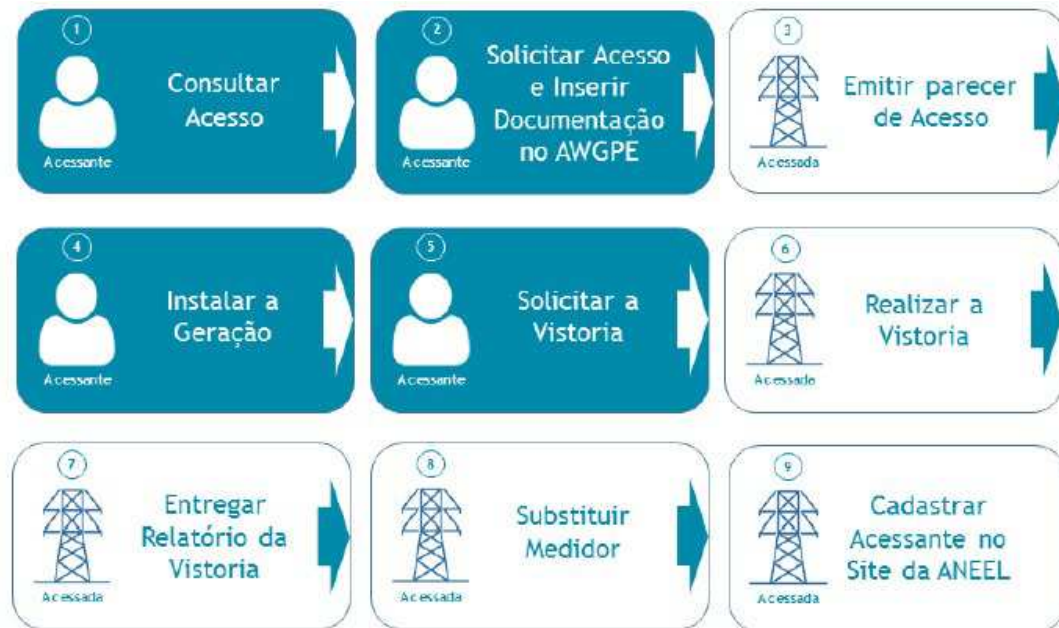 1
Consultar
Acesso
Acessante
2
Solicitar Acesso
e Inserir
Documentação
no AWGPE
Acessante
3
Emitir parecer
de Acesso
Acessada
4
Instalar a
Geração
Acessante
5
Solicitar a
Vistoria
Acessante
6
Realizar a
Vistoria
Acessada
7
Entregar
Relatório da
Vistoria
Acessada
8
Substituir
Medidor
Acessada
9
Cadastrar
Acessante no
Site da ANEEL
Acessada